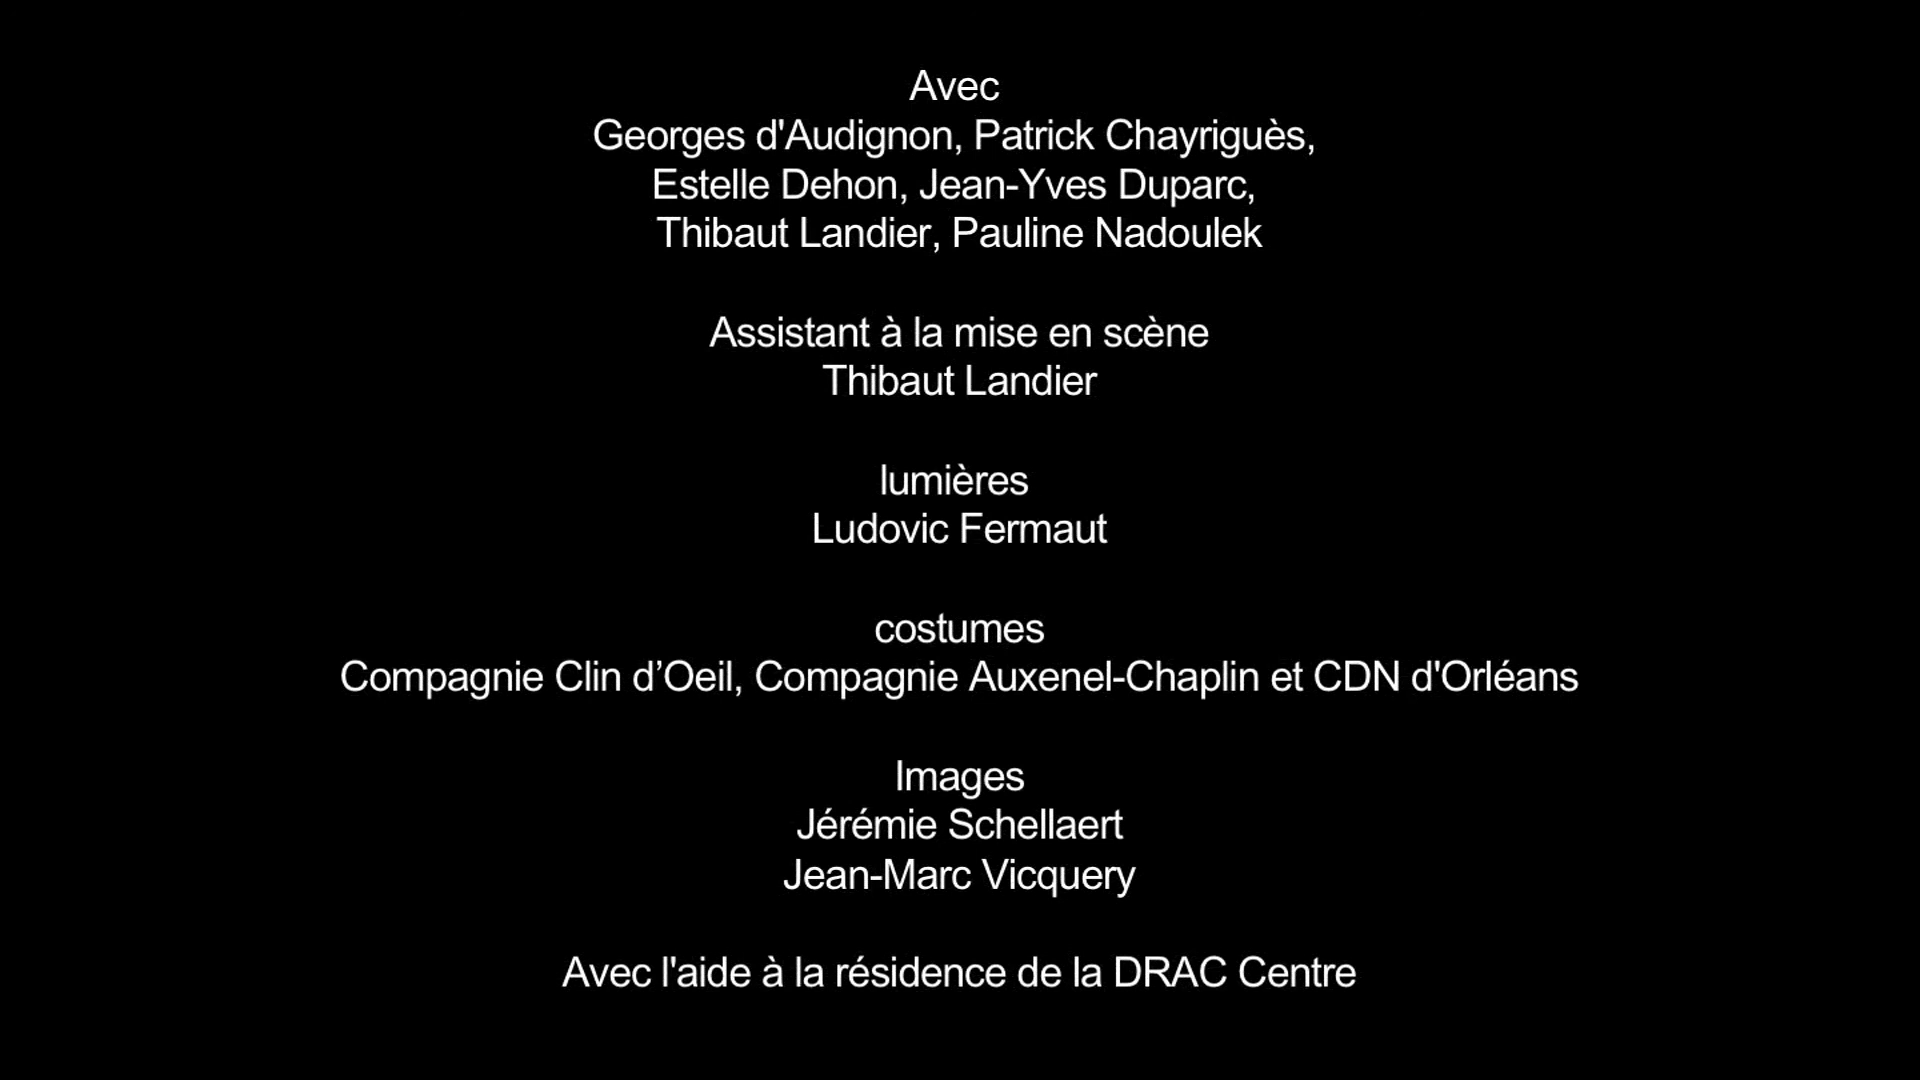 Avec
Georges d'Audignon, Patrick Chayriguès,
Estelle Dehon, Jean-Yves Duparc,
Thibaut Landier, Pauline Nadoulek
Assistant à la mise en scène
Thibaut Landier
lumières
Ludovic Fermaut
costumes
Compagnie Clin d’Oeil, Compagnie Auxenel-Chaplin et CDN d'Orléans
Images
Jérémie Schellaert
Jean-Marc Vicquery
Avec l'aide à la résidence de la DRAC Centre